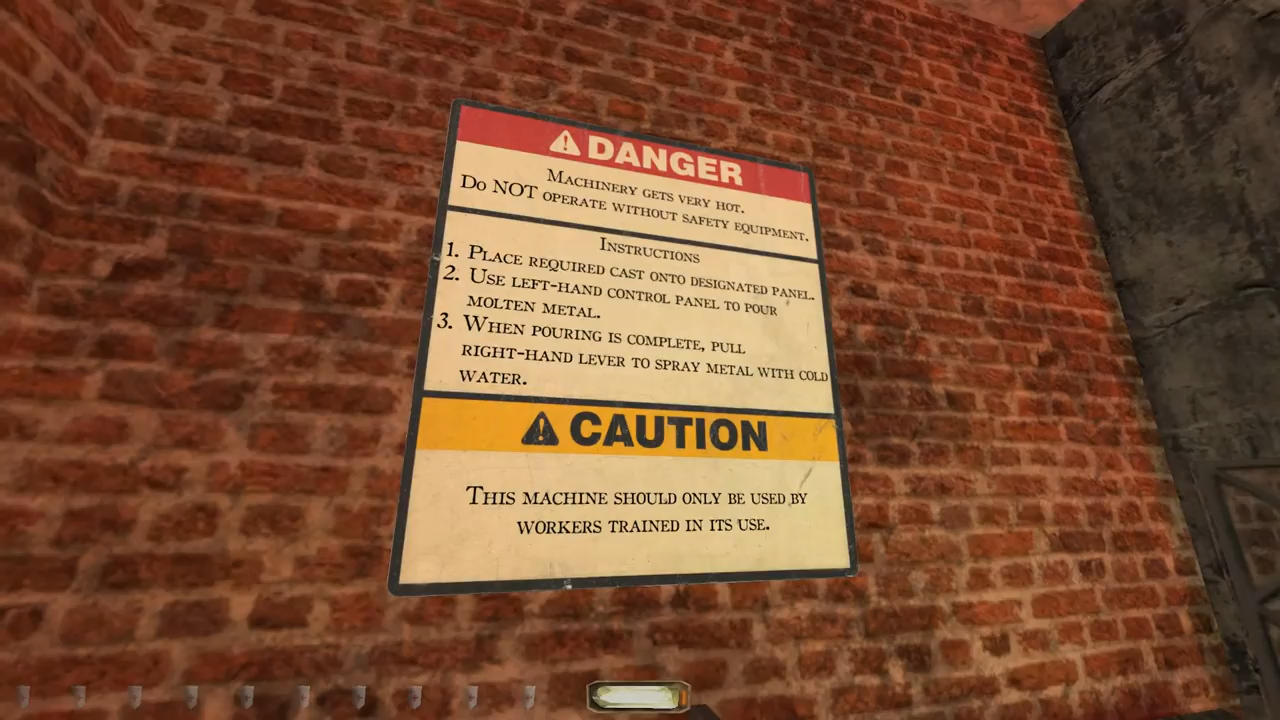 DANGER
Machinery gets very hot.
Do NOT operate without safety equipment.
Instructions
1. Place required cast onto designated panel.
2. Use left-hand control panel to pour
molten metal.
3. When pouring is complete, pull
right-hand lever to spray metal with cold
water.
CAUTION
This machine should only be used by
workers trained in its use.